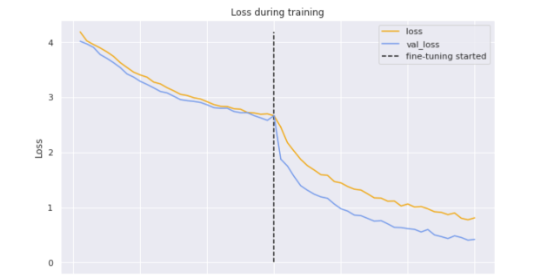 Loss during training
loss
val_loss
fine-tuning started
4
3
2
1
0
Loss